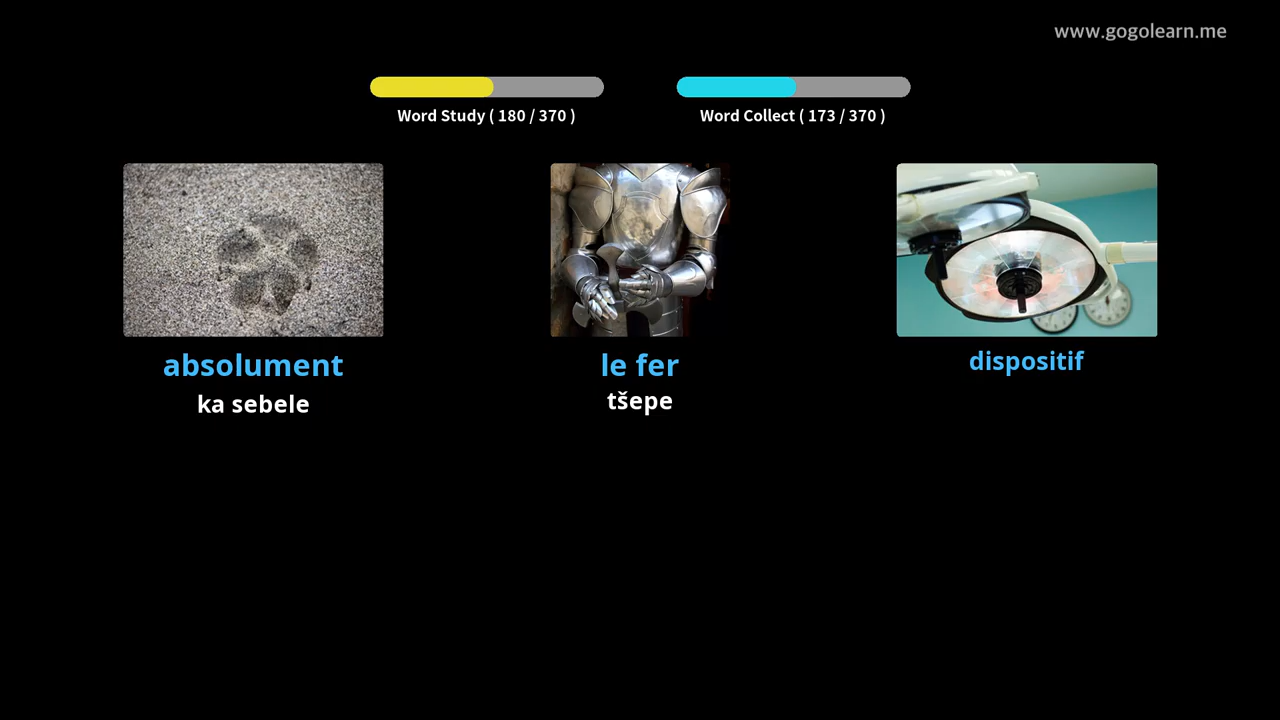 www.gogolearn.me
Word Study ( 180 / 370 )
Word Collect ( 173 / 370 )
absolument
ka sebele
le fer
tšepe
dispositif